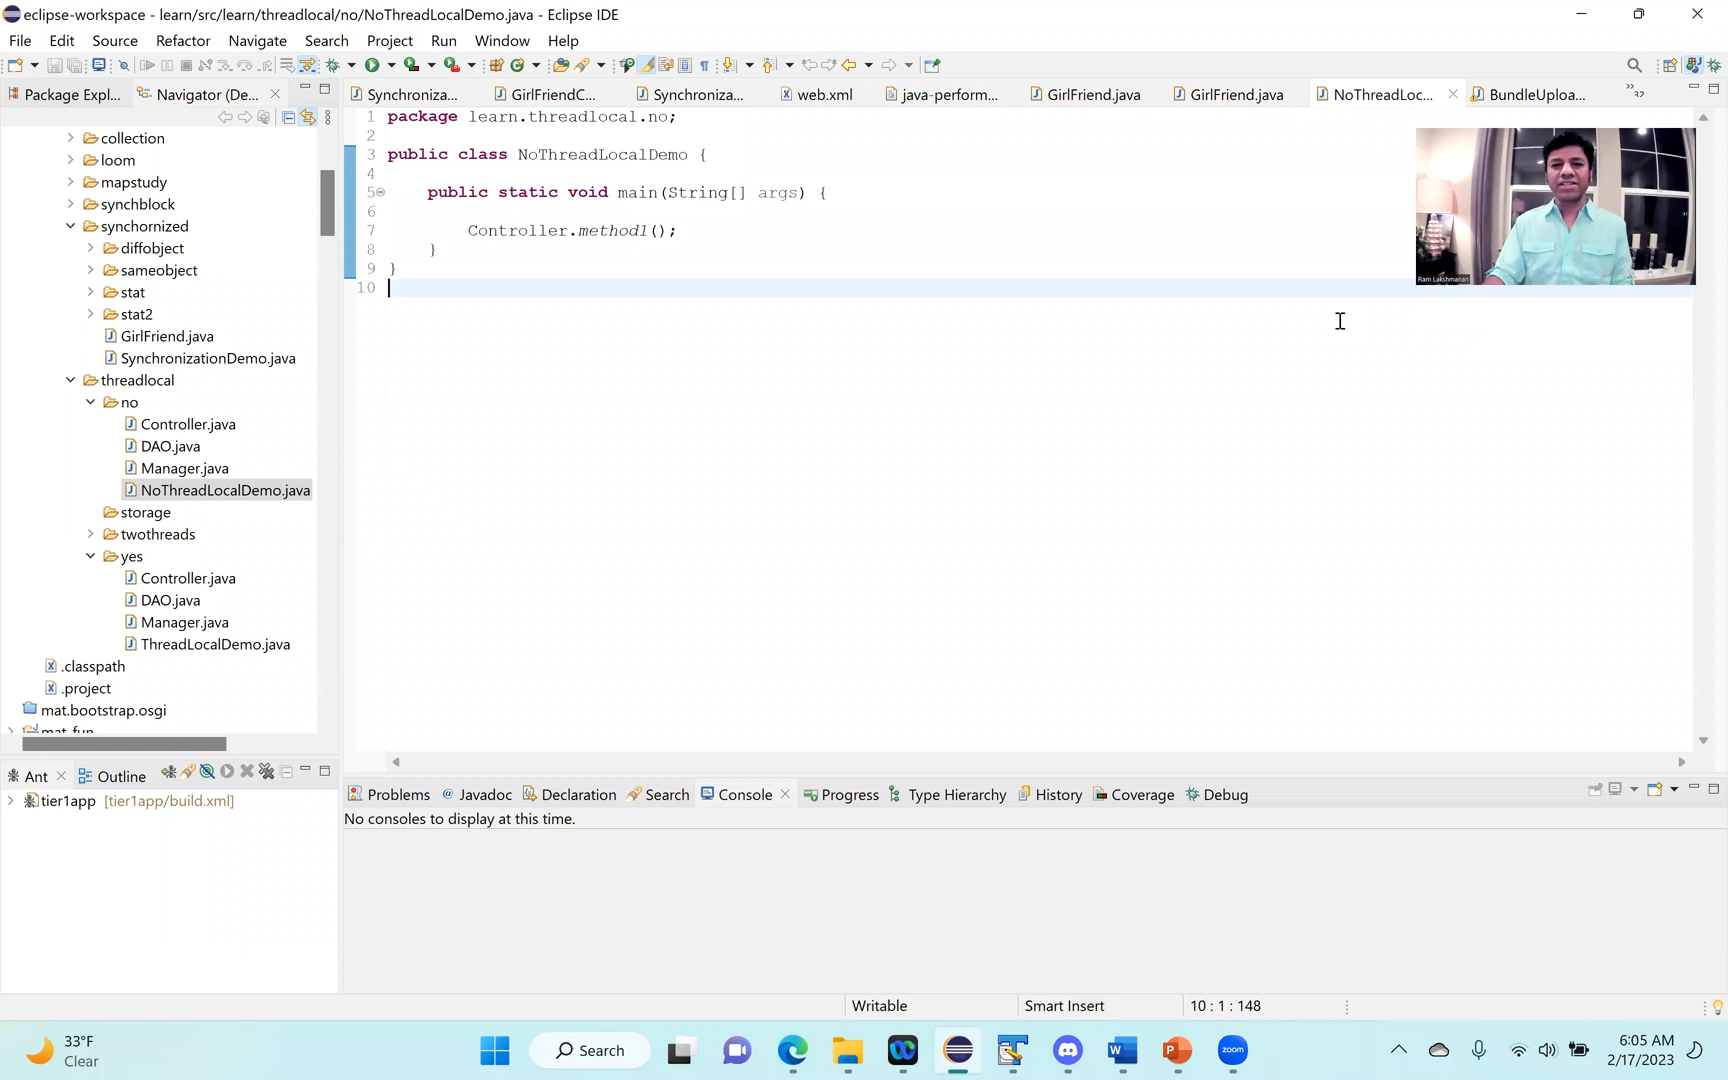 eclipse-workspace - learn/src/learn/threadlocal/no/NoThreadLocalDemo.java - Eclipse IDE
File Edit Source Refactor Navigate Search Project Run Window Help
Package Expl... Navigator (De... Synchroniza... GirlFriendC... Synchroniza... web.xml java-perform... GirlFriend.java GirlFriend.java NoThreadLoc... BundleUploa... »32
collection
loom
mapstudy
synchblock
synchornized
diffobject
sameobject
stat
stat2
GirlFriend.java
SynchronizationDemo.java
threadlocal
no
Controller.java
DAO.java
Manager.java
NoThreadLocalDemo.java
storage
twothreads
yes
Controller.java
DAO.java
Manager.java
ThreadLocalDemo.java
.classpath
.project
mat.bootstrap.osgi
mat_fun
1 package learn.threadlocal.no;
2
3 public class NoThreadLocalDemo {
4
5 public static void main(String[] args) {
6
7 Controller.method1();
8 }
9 }
10
Ram Lakshmanan
Ant Outline
tier1app [tier1app/build.xml]
Problems Javadoc Declaration Search Console Progress Type Hierarchy History Coverage Debug
No consoles to display at this time.
Writable Smart Insert 10 : 1 : 148
33°F
Clear
Search
zoom
6:05 AM
2/17/2023